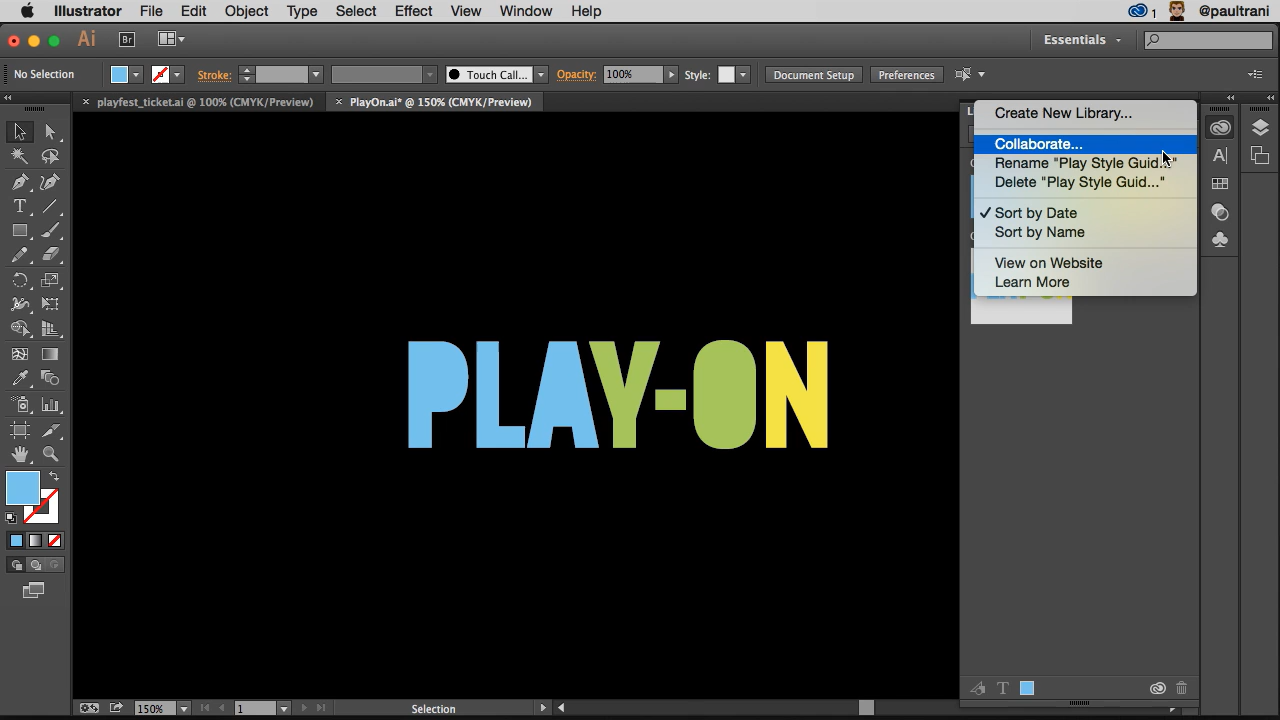 Illustrator File Edit Object Type Select Effect View Window Help 1 @paultrani
Ai Br Essentials
No Selection Stroke: Touch Call... Opacity: 100% Style: Document Setup Preferences
× playfest_ticket.ai @ 100% (CMYK/Preview) × PlayOn.ai* @ 150% (CMYK/Preview)
Create New Library...
Collaborate...
Rename "Play Style Guid..."
Delete "Play Style Guid..."
✓ Sort by Date
Sort by Name
View on Website
Learn More
PLAY-ON
150% 1 Selection